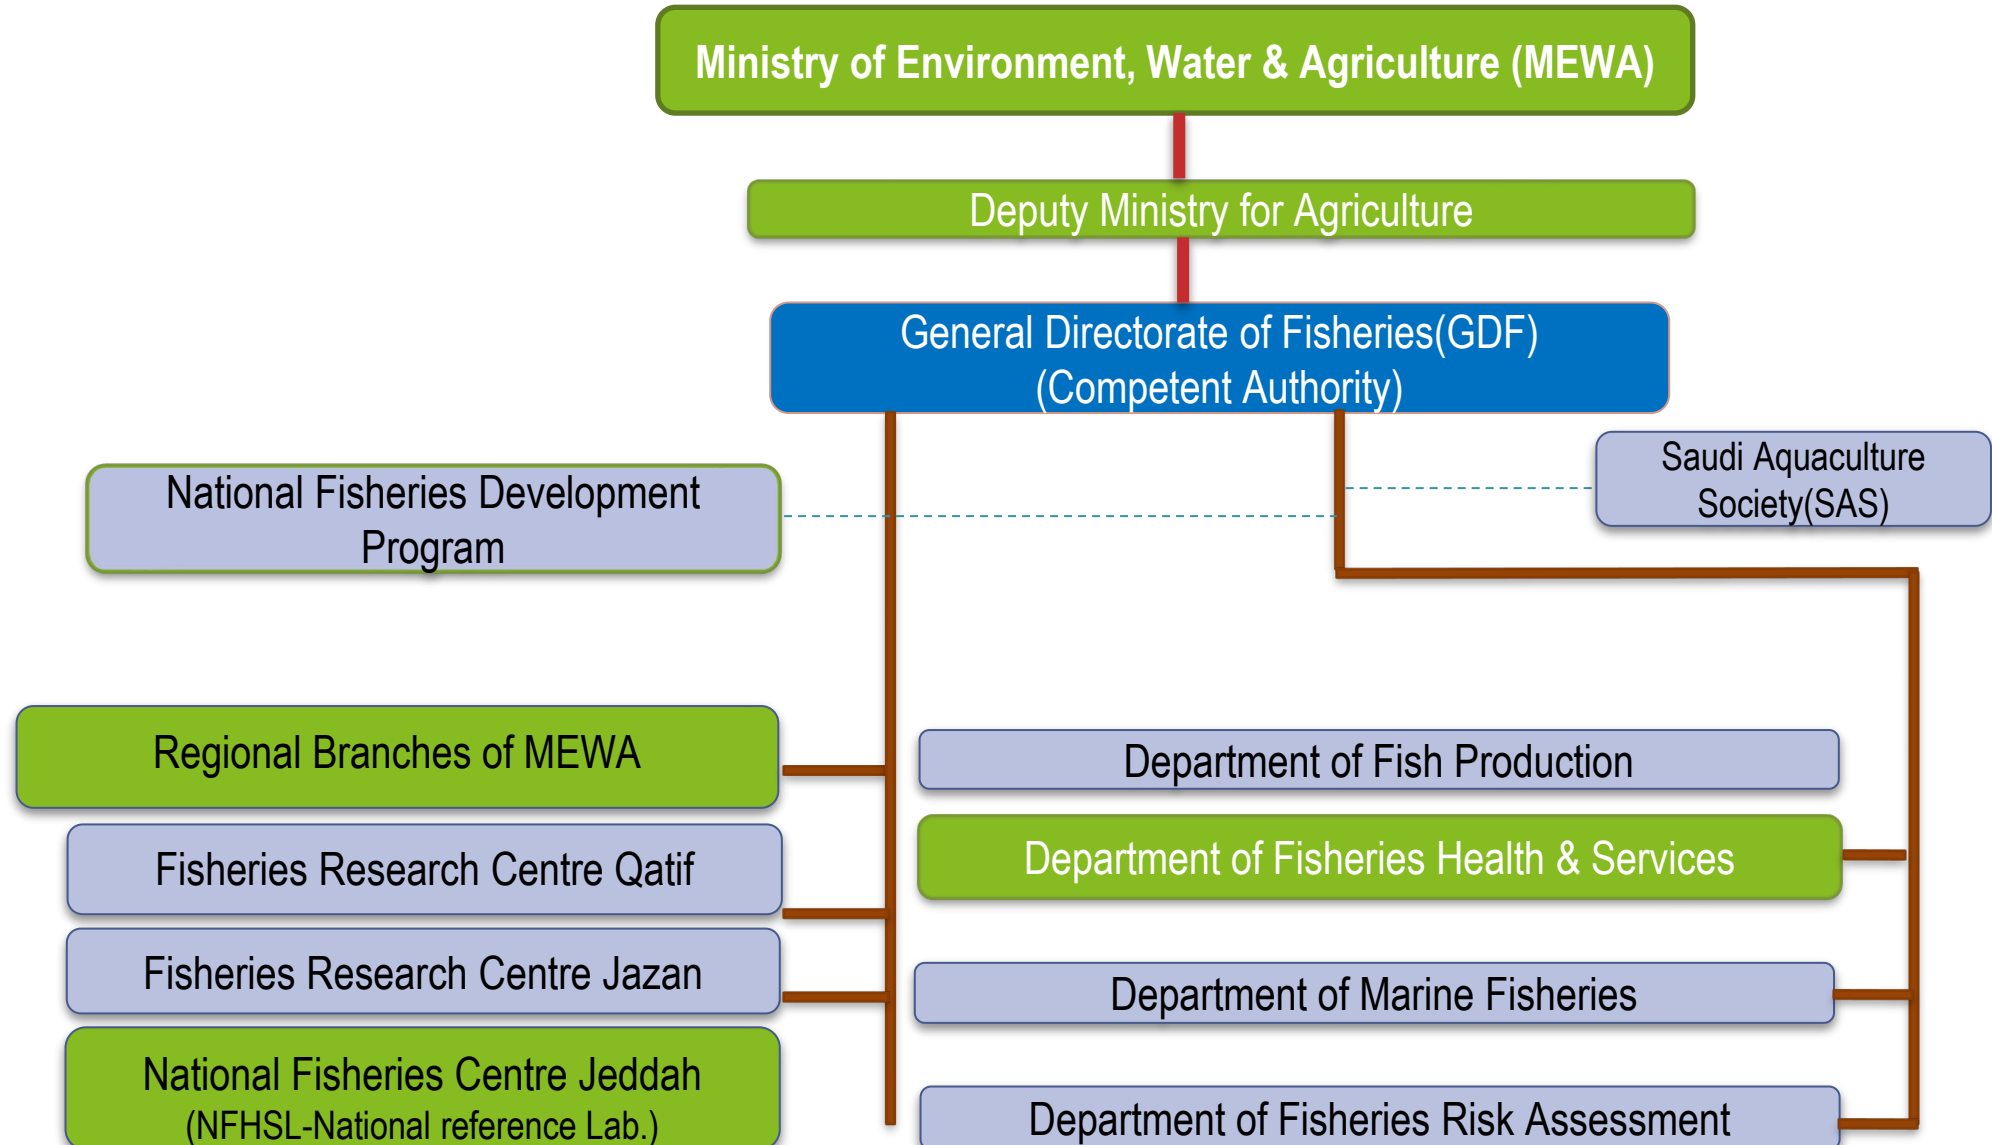 Ministry of Environment, Water & Agriculture (MEWA)
Deputy Ministry for Agriculture
General Directorate of Fisheries(GDF)
(Competent Authority)
Saudi Aquaculture
Society(SAS)
National Fisheries Development
Program
Regional Branches of MEWA
Fisheries Research Centre Qatif
Fisheries Research Centre Jazan
National Fisheries Centre Jeddah
(NFHSL-National reference Lab.)
Department of Fish Production
Department of Fisheries Health & Services
Department of Marine Fisheries
Department of Fisheries Risk Assessment